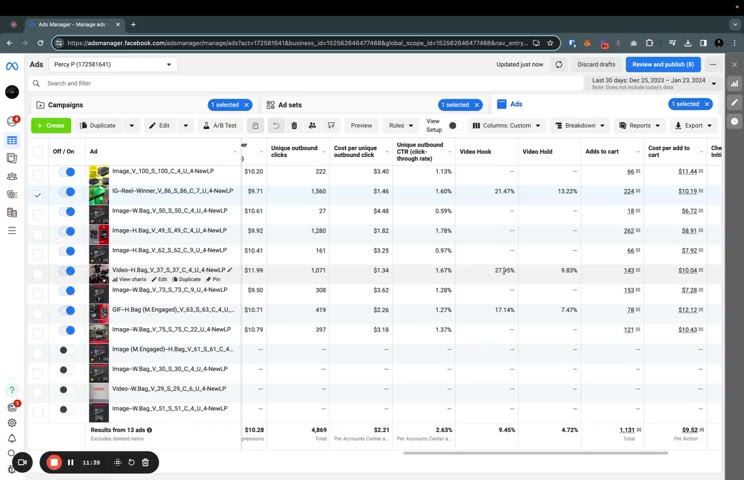 Ads Manager - Manage ads
https://adsmanager.facebook.com/adsmanager/manage/ads?act=172581641&business_id=152562646477468&global_scope_id=152562646477468&nav_entry...
Ads
Percy P (172581641)
Updated just now
Discard drafts
Review and publish (8)
Search and filter
Last 30 days: Dec 25, 2023 – Jan 23, 2024
Note: Does not include today's data
Campaigns
1 selected
Ad sets
1 selected
Ads
1 selected
+ Create
Duplicate
Edit
A/B Test
Preview
Rules
View Setup
Columns: Custom
Breakdown
Reports
Export
Off / On Ad Unique outbound clicks Cost per unique outbound click Unique outbound CTR (click-through rate) Video Hook Video Hold Adds to cart Cost per add to cart
Image_V_100_S_100_C_4_U_4-NewLP $10.20 222 $3.40 1.13% — — 66 $11.44
IG–Reel–Winner_V_86_S_86_C_7_U_4-NewLP $9.71 1,560 $1.46 1.60% 21.47% 13.22% 224 $10.19
Image–W.Bag_V_50_S_50_C_4_U_4-NewLP $10.61 27 $4.48 0.59% — — 18 $6.72
Image–H.Bag_V_49_S_49_C_4_U_4-NewLP $9.92 1,280 $1.82 1.78% — — 262 $8.91
Image–H.Bag_V_62_S_62_C_9_U_4-NewLP $10.41 161 $3.25 0.97% — — 66 $7.92
Video–H.Bag_V_37_S_37_C_4_U_4-NewLP $11.99 1,071 $1.34 1.67% 9.83% 143 $10.04
View charts Edit Duplicate Pin
Image–W.Bag_V_73_S_73_C_9_U_4-NewLP $9.50 308 $3.62 1.28% — — 153 $7.28
GIF–H.Bag (M.Engaged)_V_63_S_63_C_4_U... $10.71 419 $2.26 1.27% 17.14% 7.47% 78 $12.12
Image–W.Bag_V_75_S_75_C_22_U_4-NewLP $10.79 397 $3.18 1.37% — — 121 $10.43
Image (M.Engaged)–H.Bag_V_61_S_61_C_4... — — — — — — — —
Image–W.Bag_V_30_S_30_C_4_U_4-NewLP — — — — — — — —
Video–W.Bag_V_29_S_29_C_6_U_4-NewLP — — — — — — — —
Image–W.Bag_V_51_S_51_C_4_U_4-NewLP — — — — — — — —
Results from 13 ads $10.28 4,869 $2.21 2.63% 9.45% 4.72% 1,131 $9.52
Excludes deleted items Total Per Accounts Center a... Per Accounts Center a... Total Per Action
11:39